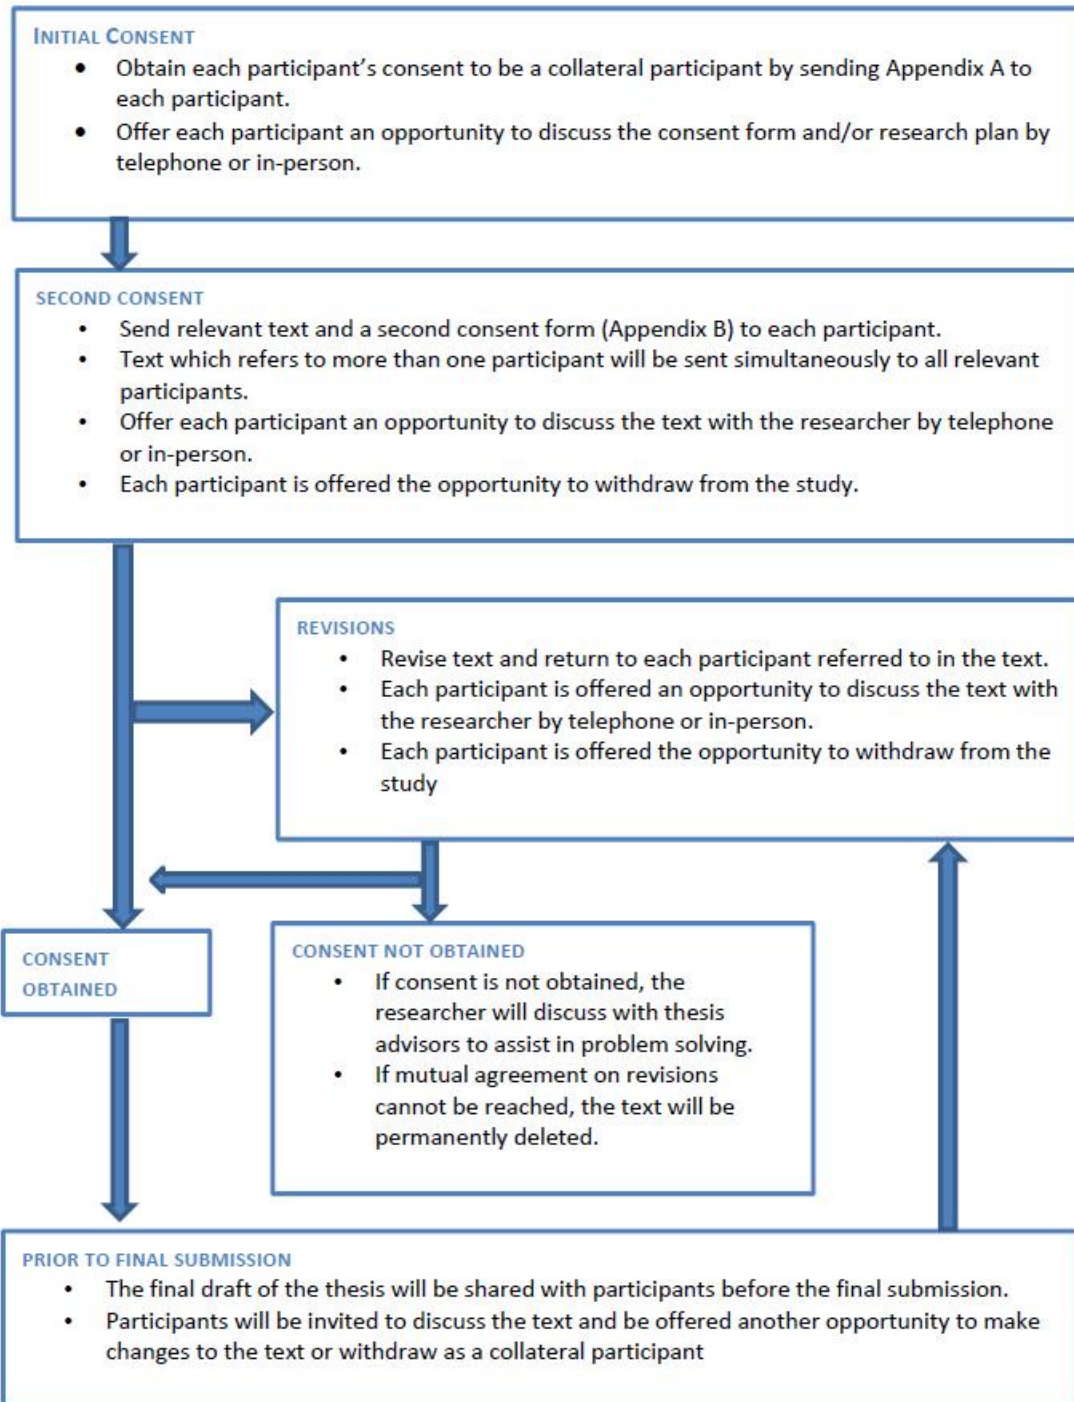 INITIAL CONSENT
• Obtain each participant's consent to be a collateral participant by sending Appendix A to
each participant.
• Offer each participant an opportunity to discuss the consent form and/or research plan by
telephone or in-person.
SECOND CONSENT
• Send relevant text and a second consent form (Appendix B) to each participant.
• Text which refers to more than one participant will be sent simultaneously to all relevant
participants.
• Offer each participant an opportunity to discuss the text with the researcher by telephone
or in-person.
• Each participant is offered the opportunity to withdraw from the study.
REVISIONS
• Revise text and return to each participant referred to in the text.
• Each participant is offered an opportunity to discuss the text with
the researcher by telephone or in-person.
• Each participant is offered the opportunity to withdraw from the
study
CONSENT
OBTAINED
CONSENT NOT OBTAINED
• If consent is not obtained, the
researcher will discuss with thesis
advisors to assist in problem solving.
• If mutual agreement on revisions
cannot be reached, the text will be
permanently deleted.
PRIOR TO FINAL SUBMISSION
• The final draft of the thesis will be shared with participants before the final submission.
• Participants will be invited to discuss the text and be offered another opportunity to make
changes to the text or withdraw as a collateral participant